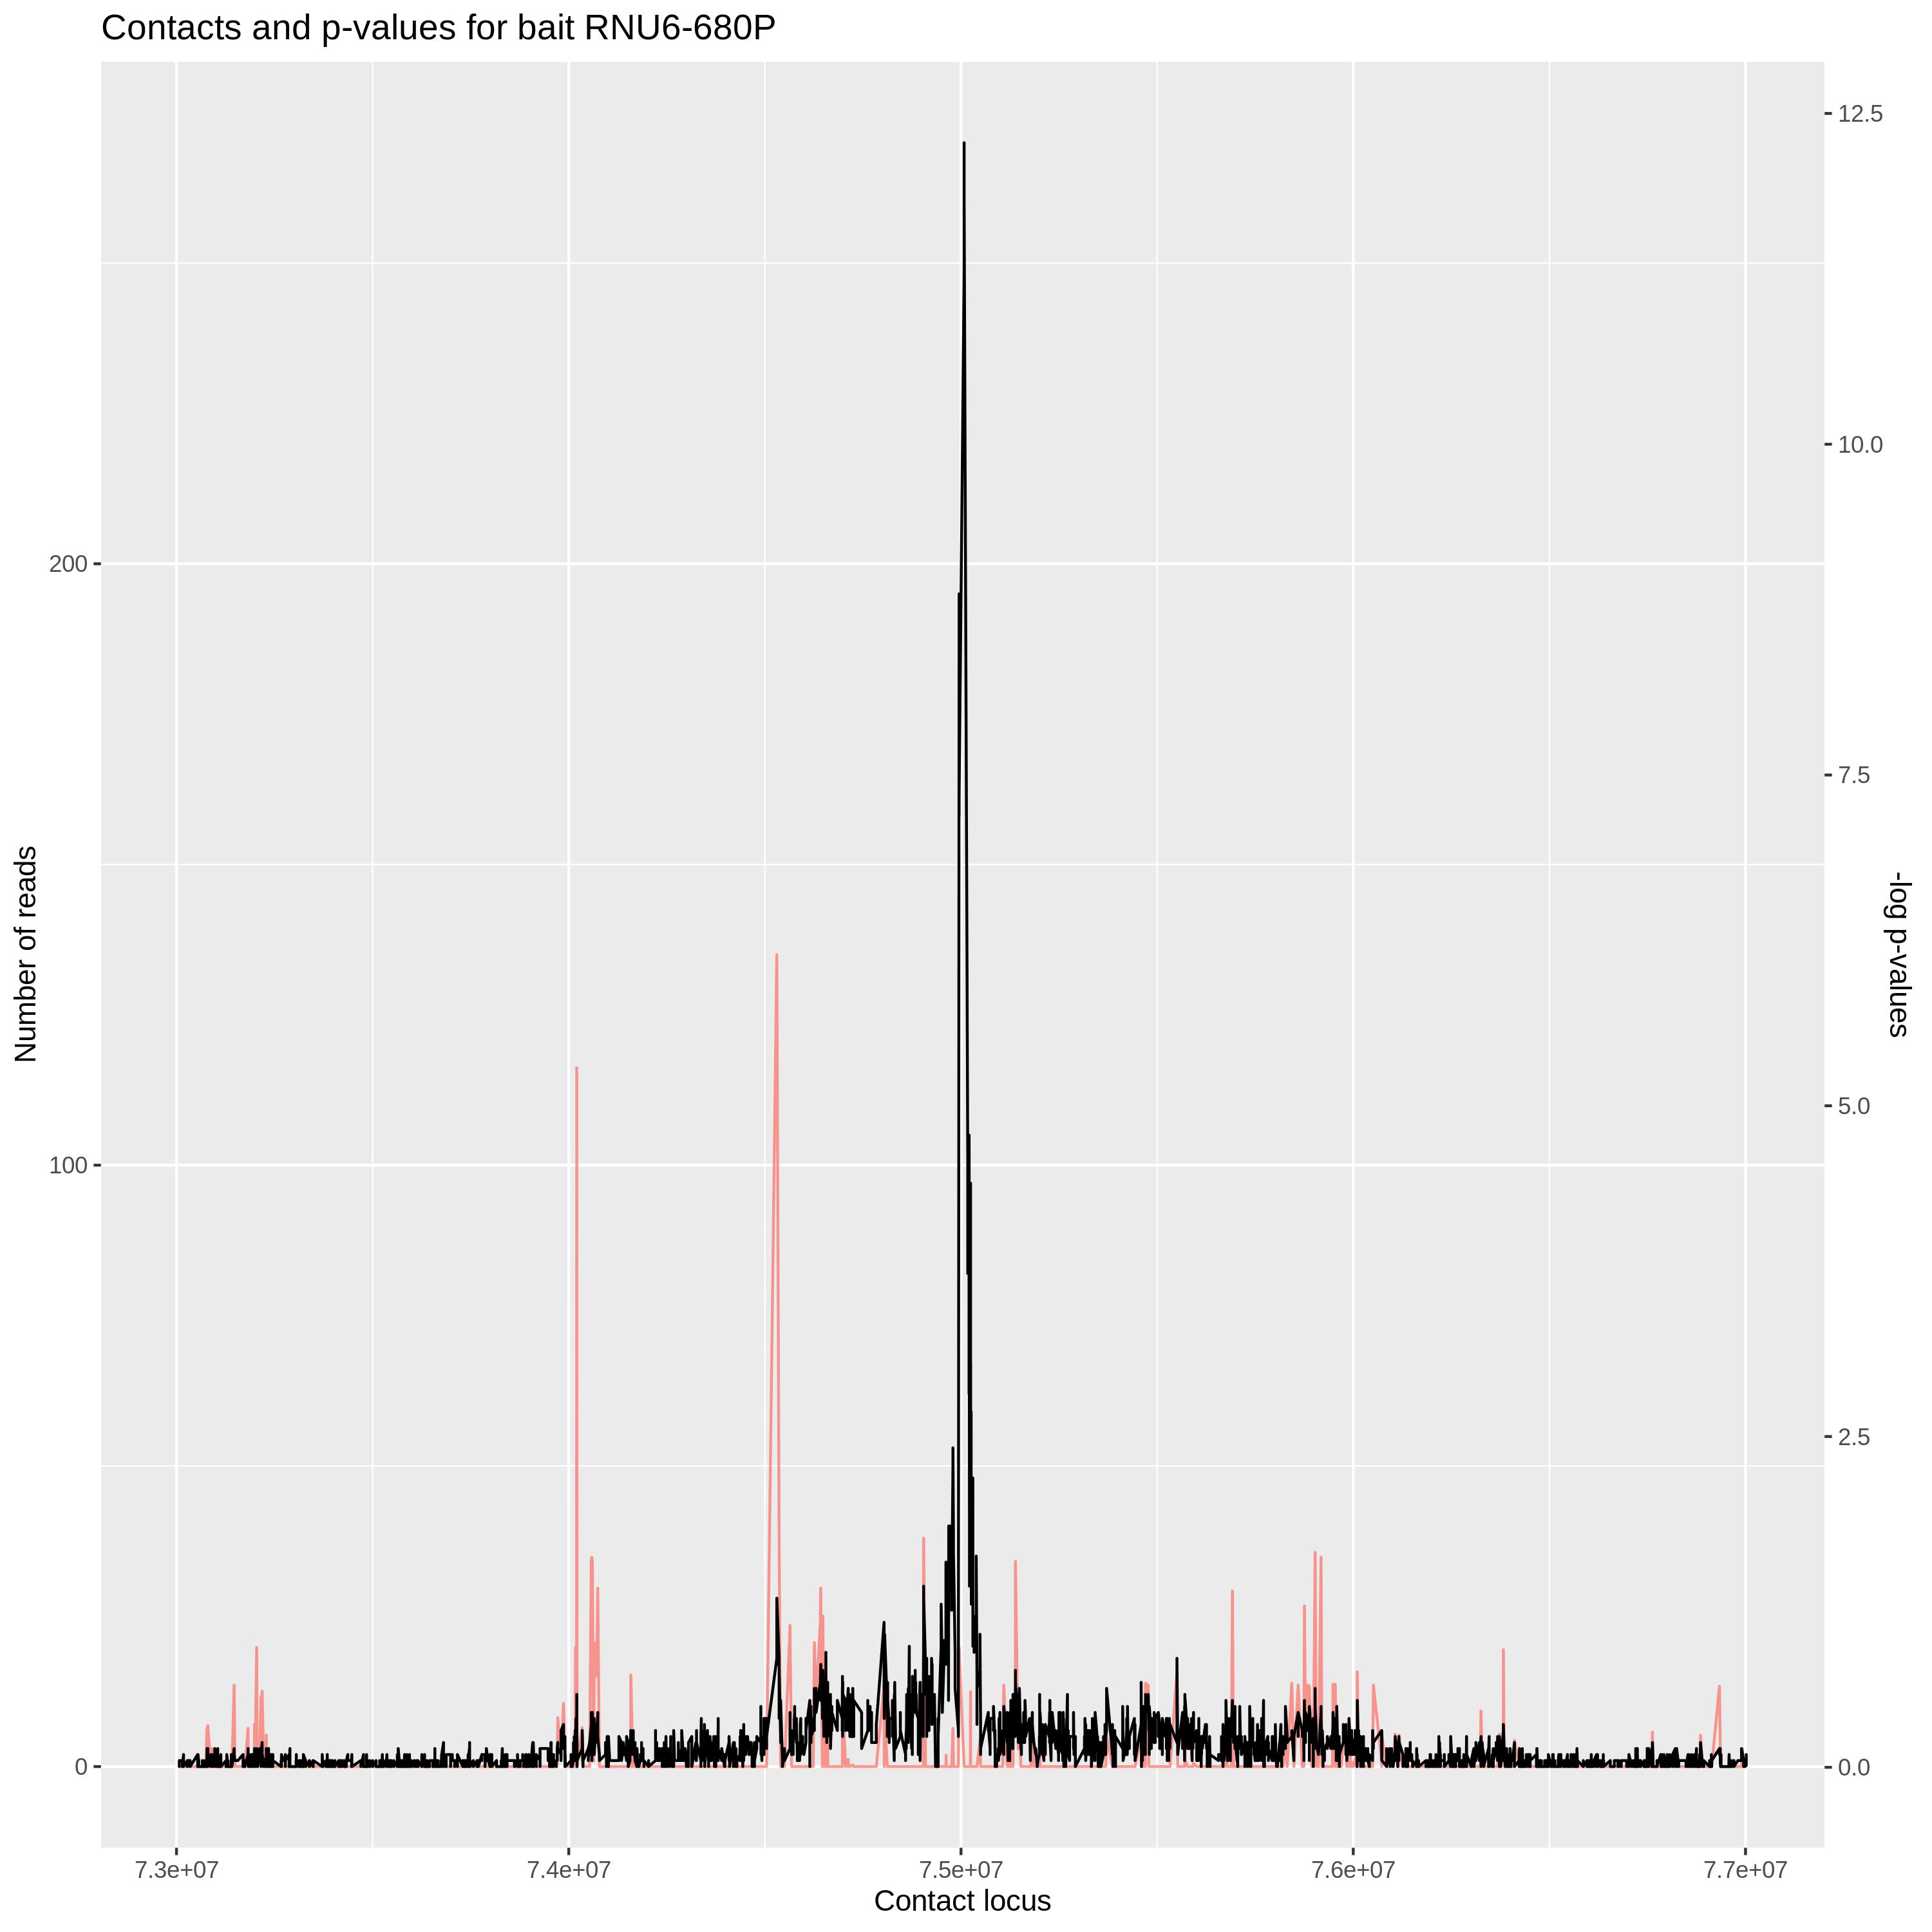 Contacts and p-values for bait RNU6-680P
12.5
10.0
200
7.5
Number of reads
-log p-values
5.0
100
2.5
0
0.0
7.3e+07
7.4e+07
7.5e+07
7.6e+07
7.7e+07
Contact locus